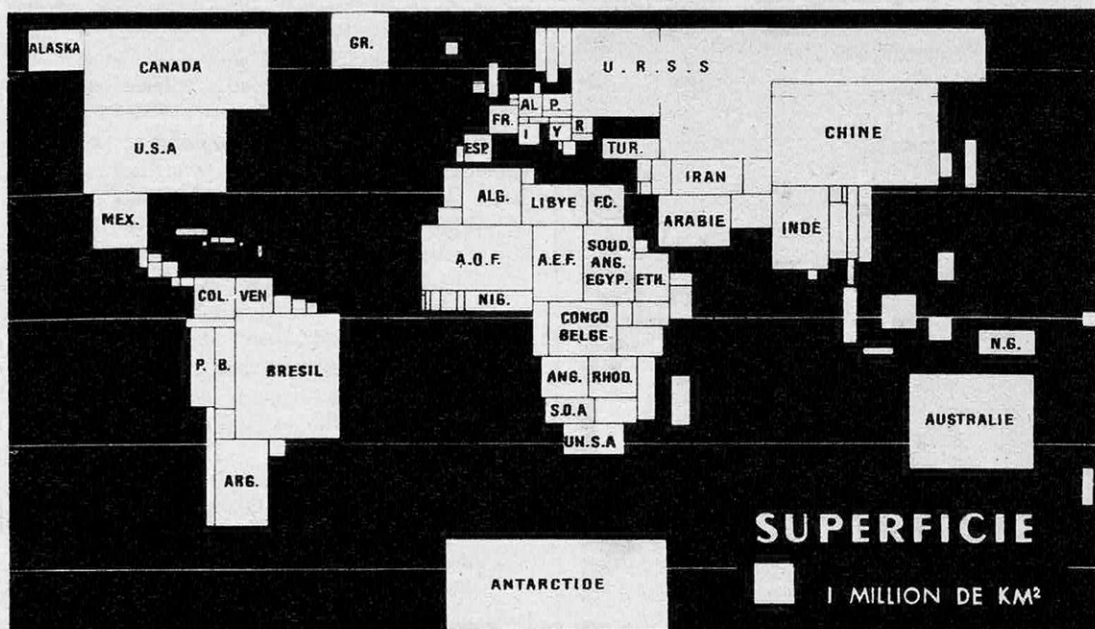 ALASKA
CANADA
GR.
U.R.S.S
AL
P.
FR.
I
Y
R
U.S.A
ESP.
TUR.
CHINE
IRAN
MEX.
ALG.
LIBYE
F.C.
ARABIE
INDE
A.O.F.
A.E.F.
SOUD.
ANG.
EGYP.
ETH.
COL.
VEN
NIG.
CONGO
BELGE
N.G.
P.
B.
BRESIL
ANG.
RHOD.
S.O.A
UN.S.A
AUSTRALIE
ARG.
ANTARCTIDE
SUPERFICIE
1 MILLION DE KM²